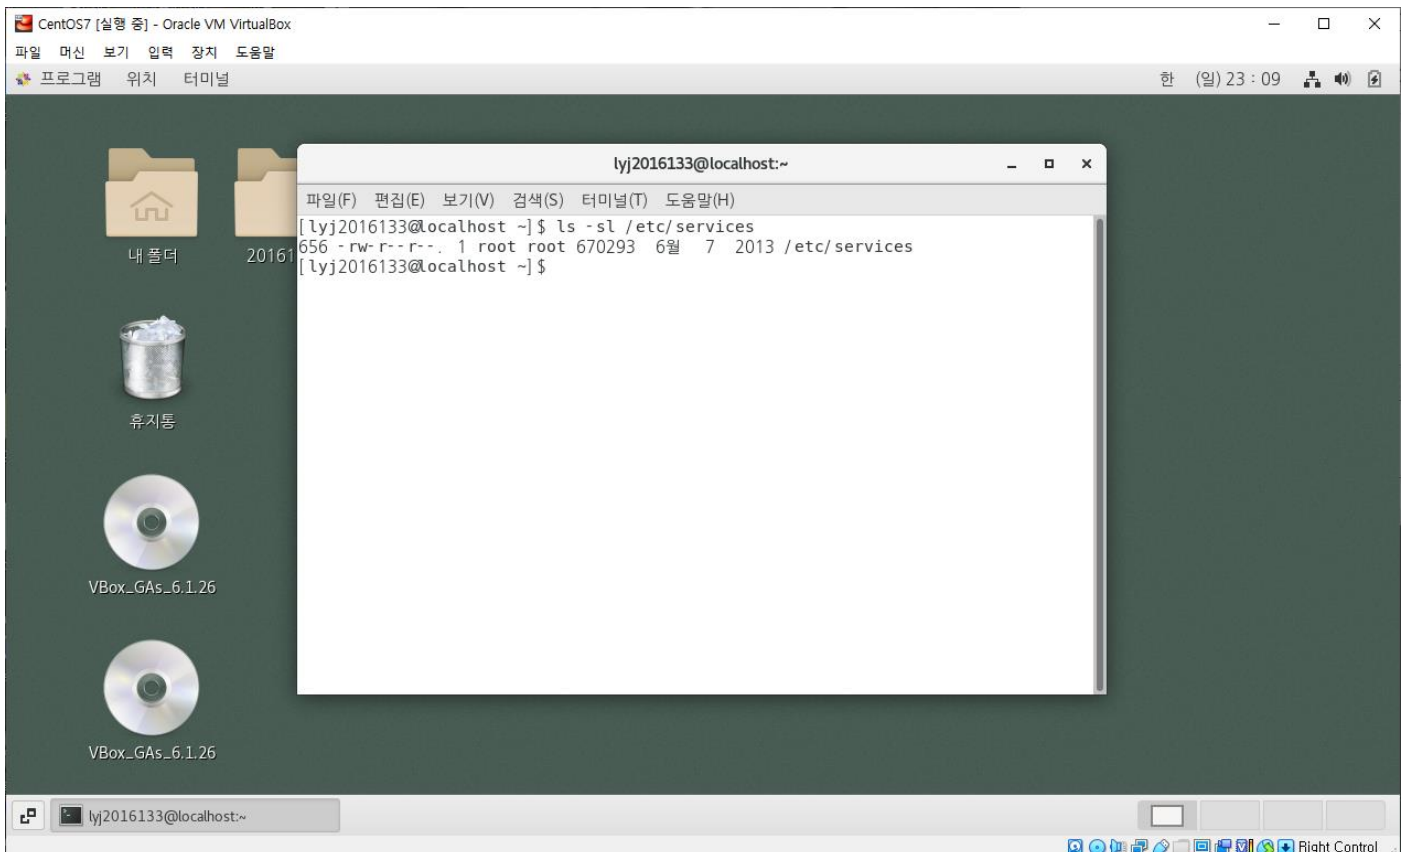 CentOS7 [실행 중] - Oracle VM VirtualBox
파일 머신 보기 입력 장치 도움말
프로그램 위치 터미널 한 (일) 23 : 09
lyj2016133@localhost:~
파일(F) 편집(E) 보기(V) 검색(S) 터미널(T) 도움말(H)
[lyj2016133@localhost ~]$ ls -sl /etc/services
656 -rw-r--r--. 1 root root 670293 6월 7 2013 /etc/services
[lyj2016133@localhost ~]$
내 폴더
20161
휴지통
VBox_GAs_6.1.26
VBox_GAs_6.1.26
lyj2016133@localhost:~
Right Control